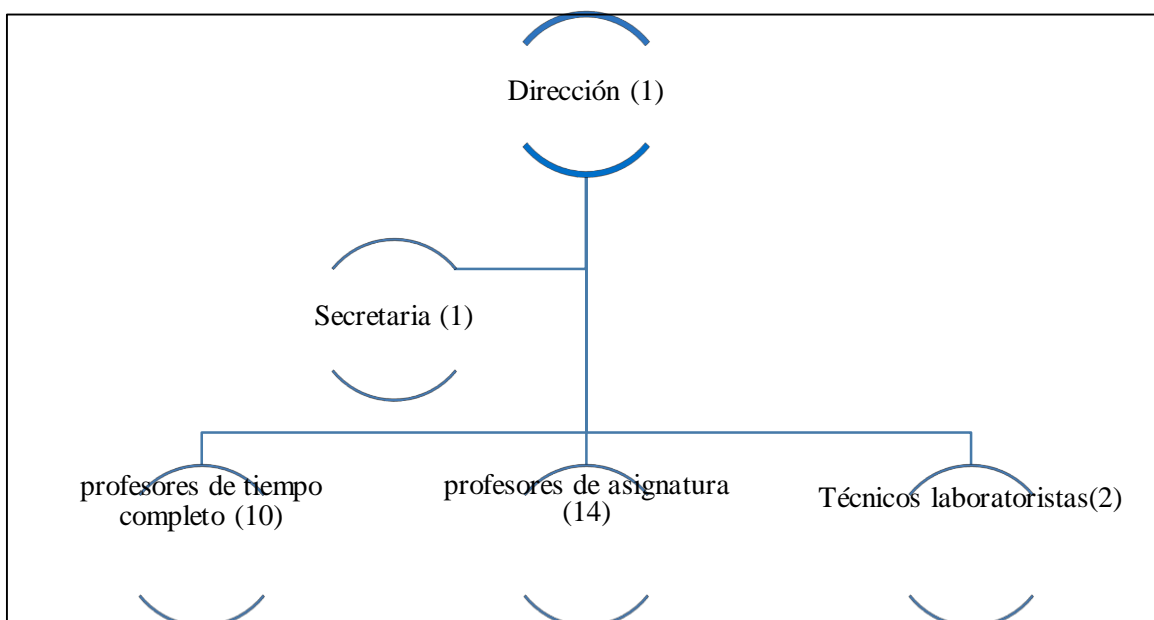 Dirección (1)
Secretaria (1)
profesores de tiempo
completo (10)
profesores de asignatura
(14)
Técnicos laboratoristas(2)